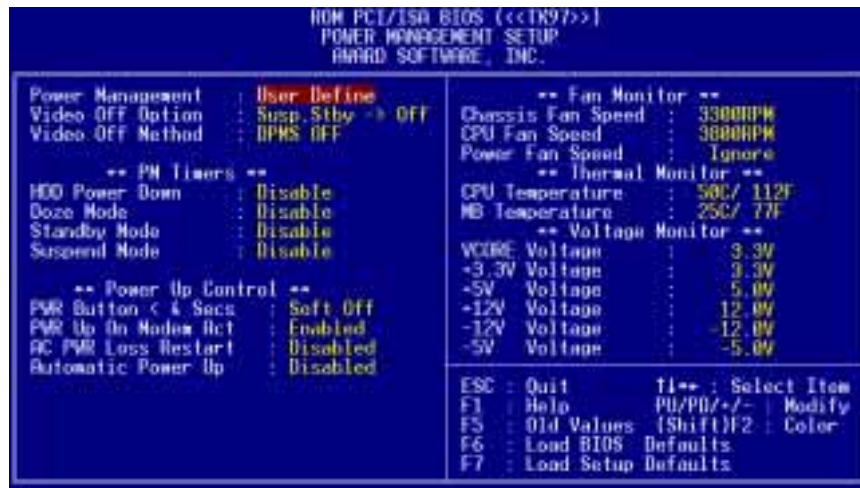 ROM PCI/ISA BIOS (<<TX97>>)
POWER MANAGEMENT SETUP
AWARD SOFTWARE, INC.
Power Management : User Define
Video Off Option : Susp,Stby -> Off
Video Off Method : DPMS OFF
** PM Timers **
HDD Power Down : Disable
Doze Mode : Disable
Standby Mode : Disable
Suspend Mode : Disable
** Power Up Control **
PWR Button < 4 Secs : Soft Off
PWR Up On Modem Act : Enabled
AC PWR Loss Restart : Disabled
Automatic Power Up : Disabled
** Fan Monitor **
Chassis Fan Speed : 3300RPM
CPU Fan Speed : 3800RPM
Power Fan Speed : Ignore
** Thermal Monitor **
CPU Temperature : 50C/ 112F
MB Temperature : 25C/ 77F
** Voltage Monitor **
VCORE Voltage : 3.3V
+3.3V Voltage : 3.3V
+5V Voltage : 5.0V
+12V Voltage : 12.0V
-12V Voltage : -12.0V
-5V Voltage : -5.0V
ESC : Quit ↑↓→← : Select Item
F1 : Help PU/PD/+/- : Modify
F5 : Old Values (Shift)F2 : Color
F6 : Load BIOS Defaults
F7 : Load Setup Defaults